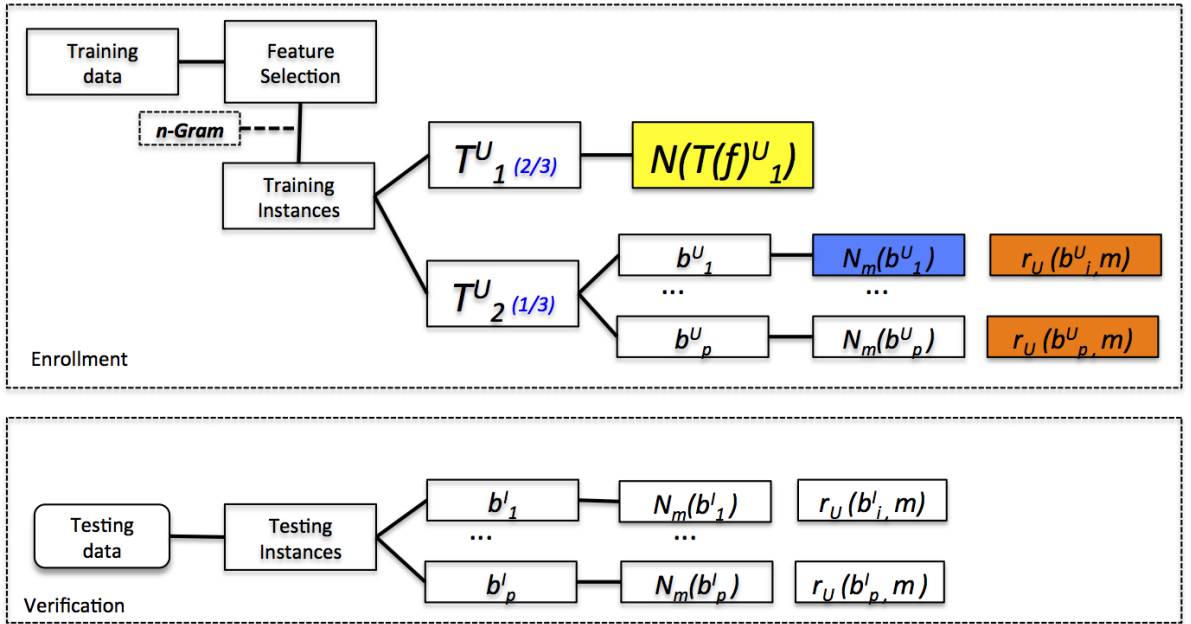 Training
data
Feature
Selection
n-Gram
Training
Instances
T^U_1 (2/3)
N(T(f)^U_1)
T^U_2 (1/3)
b^U_1
N_m(b^U_1)
r_U(b^U_i,m)
...
...
b^U_p
N_m(b^U_p)
r_U(b^U_p,m)
Enrollment
Testing
data
Testing
Instances
b^I_1
N_m(b^I_1)
r_U(b^I_i,m)
...
...
b^I_p
N_m(b^I_p)
r_U(b^I_p,m)
Verification